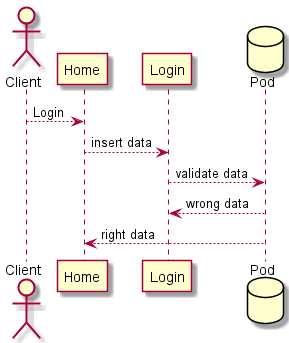 Client
Home
Login
Pod
Login
insert data
validate data
wrong data
right data
Client
Home
Login
Pod